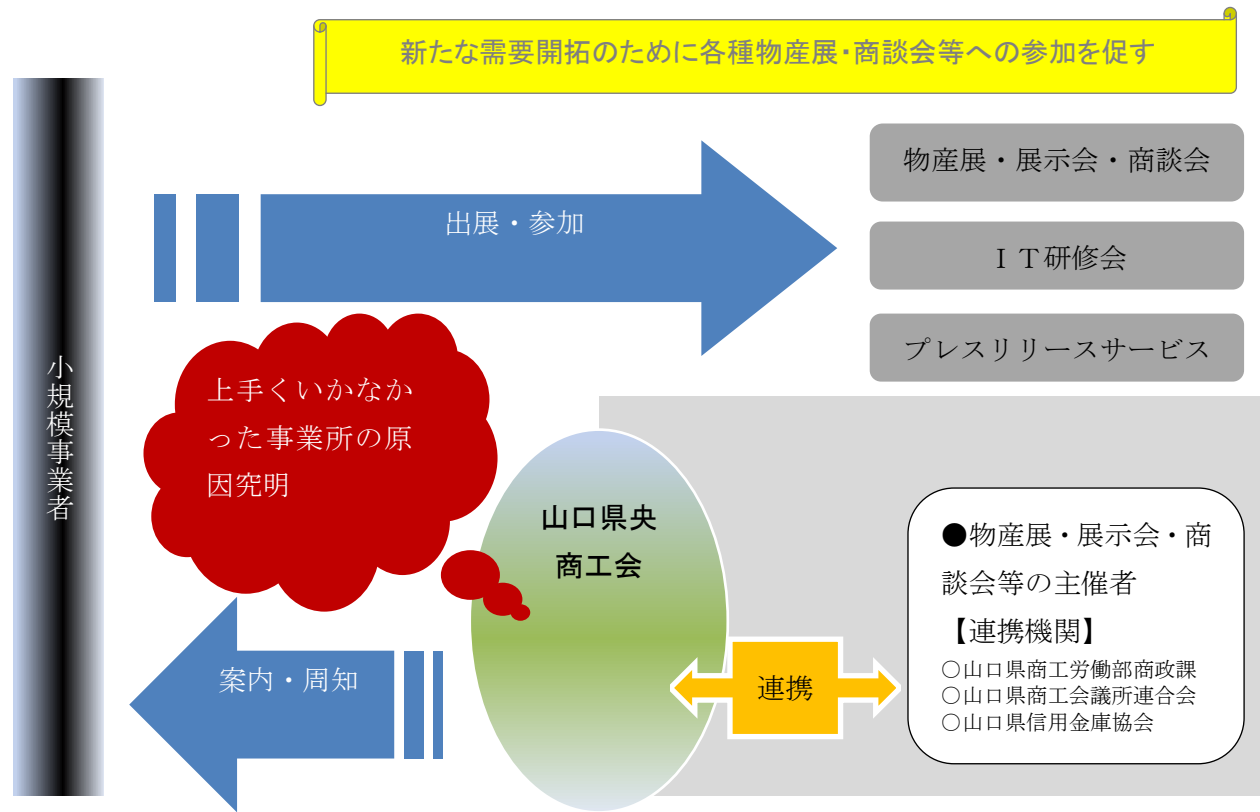 新たな需要開拓のために各種物産展・商談会等への参加を促す
物産展・展示会・商談会
出展・参加
ＩＴ研修会
プレスリリースサービス
小規模事業者
上手くいかなか
った事業所の原
因究明
山口県央
商工会
●物産展・展示会・商
談会等の主催者
【連携機関】
○山口県商工労働部商政課
○山口県商工会議所連合会
○山口県信用金庫協会
案内・周知
連携